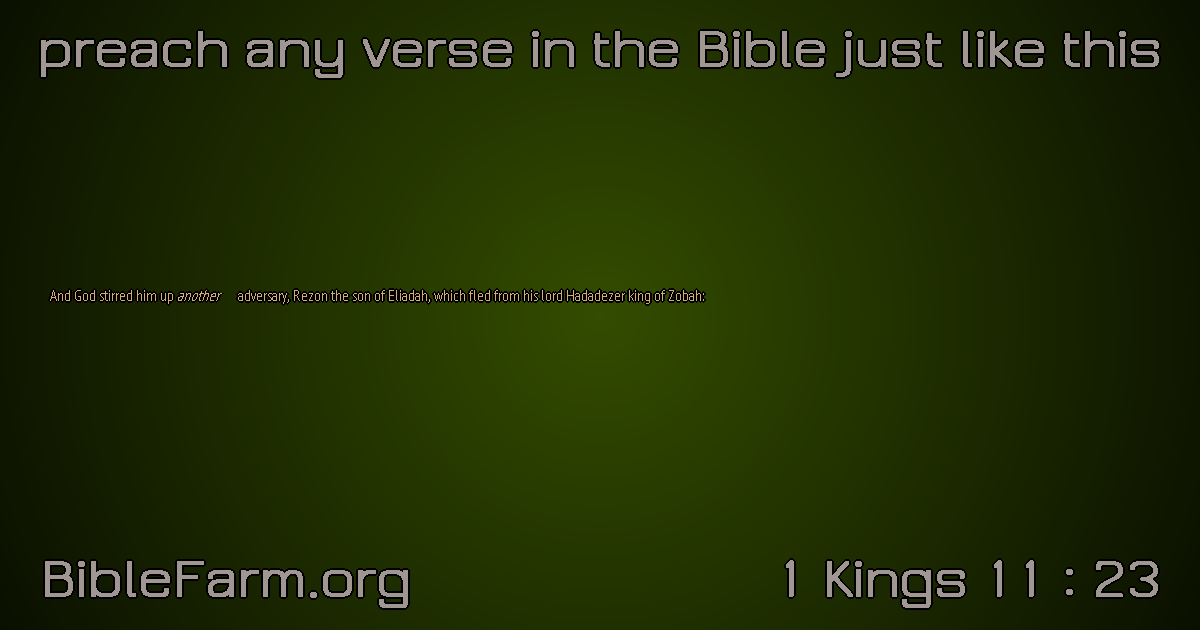 preach any verse in the Bible just like this
And God stirred him up another adversary, Rezon the son of Eliadah, which fled from his lord Hadadezer king of Zobah:
BibleFarm.org
1 Kings 11 : 23